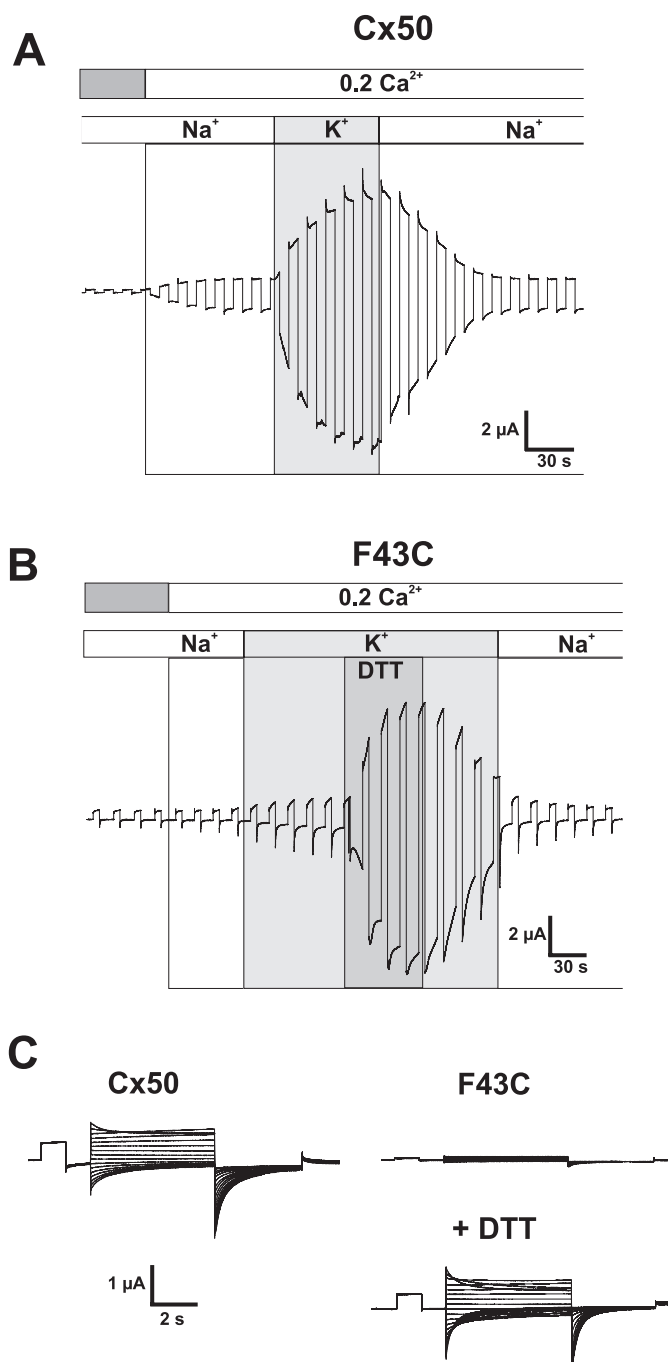 A
Cx50
0.2 Ca²⁺
Na⁺ K⁺ Na⁺
2 µA
30 s
B
F43C
0.2 Ca²⁺
Na⁺ K⁺ Na⁺
DTT
2 µA
30 s
C
Cx50 F43C
+ DTT
1 µA
2 s